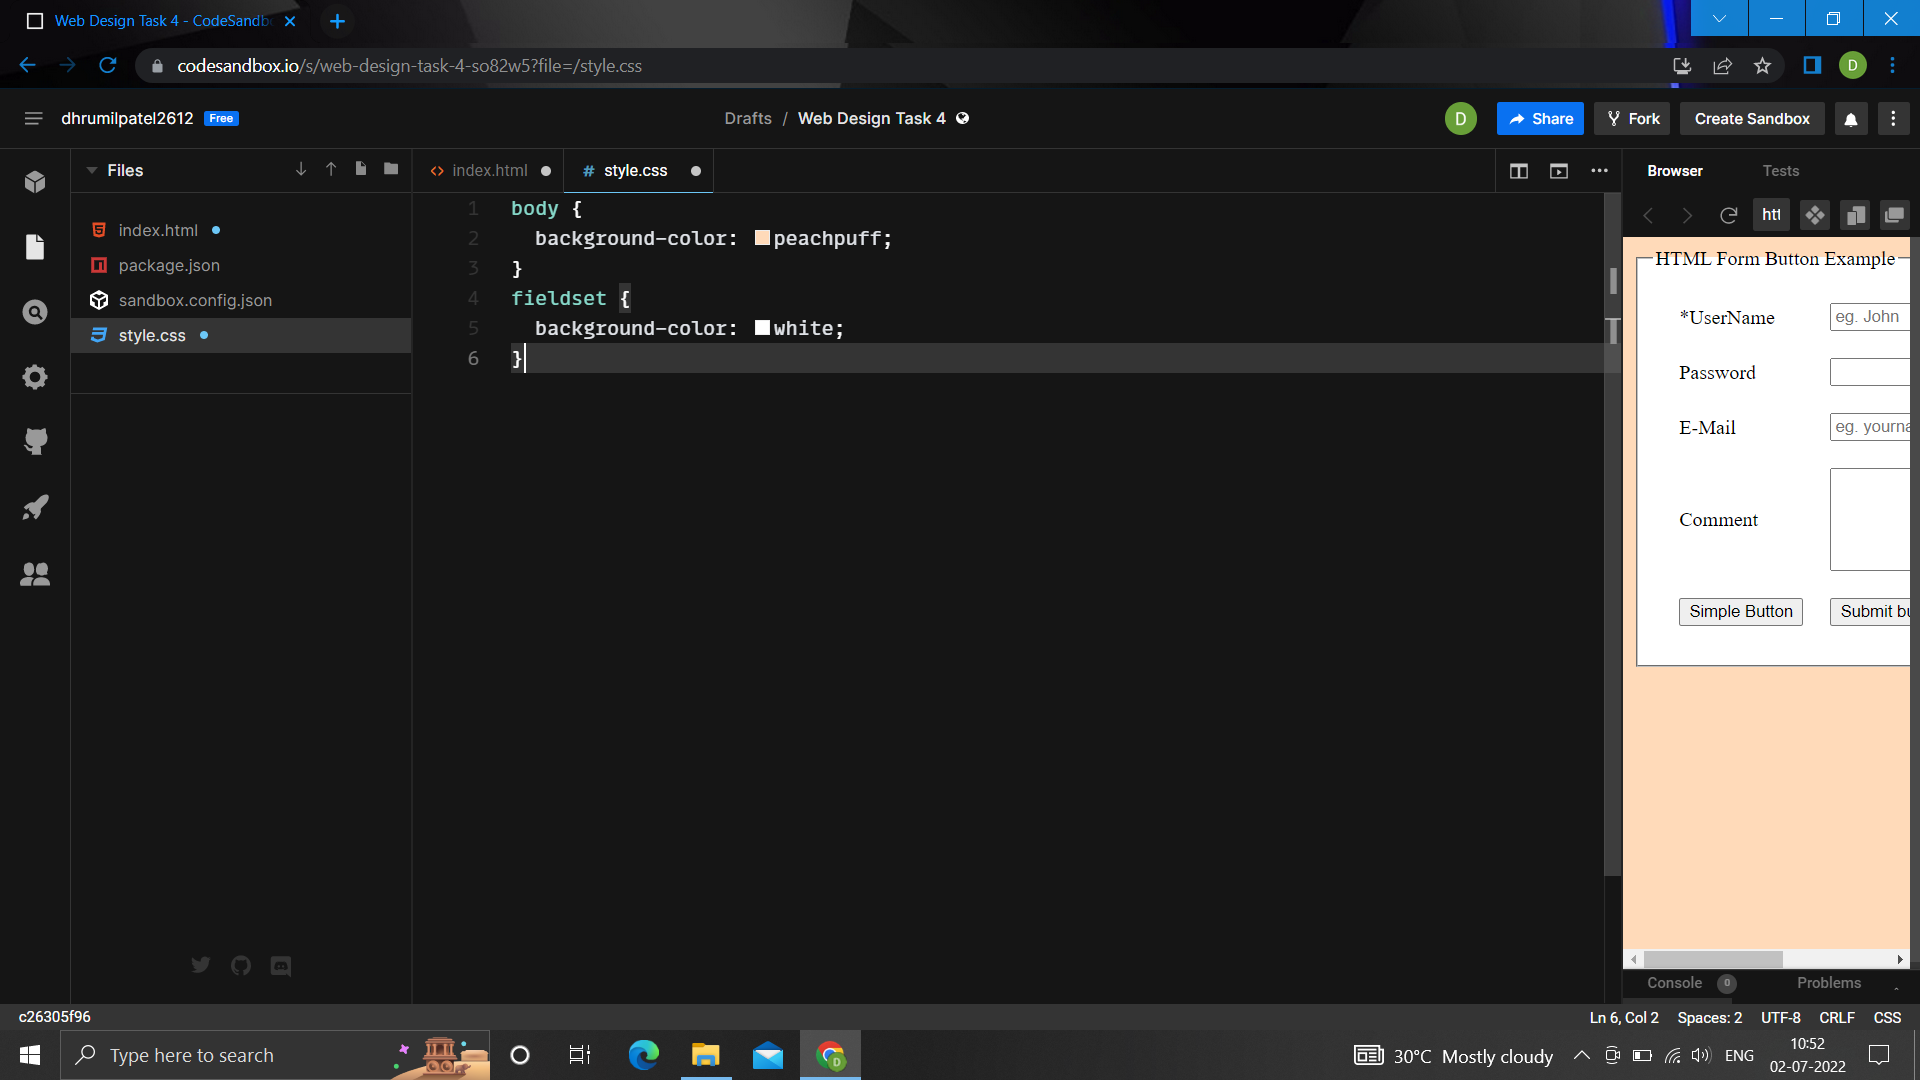 Web Design Task 4 - CodeSandb
codesandbox.io/s/web-design-task-4-so82w5?file=/style.css
D
dhrumilpatel2612 Free
Drafts / Web Design Task 4
D
Share
Fork
Create Sandbox
Files
index.html
style.css
Browser
Tests
index.html
package.json
sandbox.config.json
style.css
1 body {
2 background-color: peachpuff;
3 }
4 fieldset {
5 background-color: white;
6 }
htt
HTML Form Button Example
*UserName
eg. John
Password
E-Mail
eg. yourna
Comment
Simple Button
Submit bu
Console 0
Problems
c26305f96
Ln 6, Col 2 Spaces: 2 UTF-8 CRLF CSS
Type here to search
D
30°C Mostly cloudy
ENG
10:52
02-07-2022